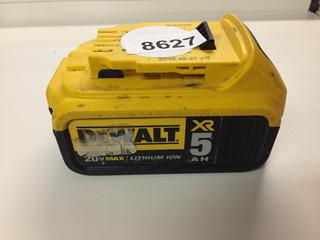 8627
DEWALT
XR
5
AH
20V MAX
LITHIUM ION